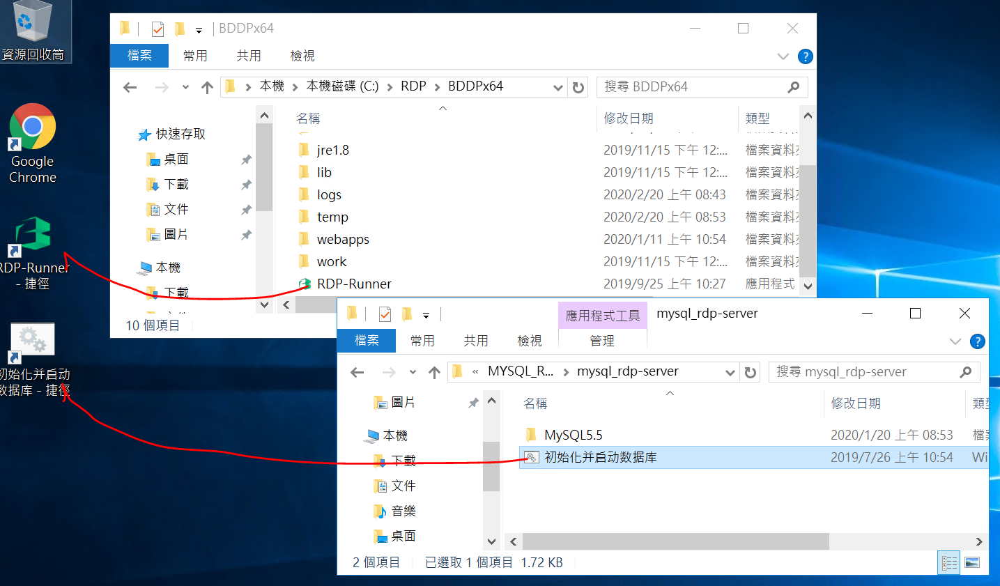 資源回收筒
Google
Chrome
RDP-Runner
- 捷徑
初始化并启动
数据库 - 捷徑
BDDPx64
檔案
常用
共用
檢視
本機
本機磁碟 (C:)
RDP
BDDPx64
搜尋 BDDPx64
快速存取
桌面
下載
文件
圖片
本機
下載
名稱
修改日期
類型
jre1.8 2019/11/15 下午 12:... 檔案資料夾
lib 2019/11/15 下午 12:... 檔案資料夾
logs 2020/2/20 上午 08:43 檔案資料夾
temp 2020/2/20 上午 08:53 檔案資料夾
webapps 2020/1/11 上午 10:54 檔案資料夾
work 2019/11/15 下午 12:... 檔案資料夾
RDP-Runner 2019/9/25 上午 10:27 應用程式
10 個項目
應用程式工具
mysql_rdp-server
檔案
常用
共用
檢視
管理
« MYSQL_R...
mysql_rdp-server
搜尋 mysql_rdp-server
圖片
本機
下載
文件
音樂
桌面
名稱
修改日期
類
MySQL5.5 2020/1/20 上午 08:53 檔
初始化并启动数据库 2019/7/26 上午 10:54 Wi
2 個項目
已選取 1 個項目 1.72 KB